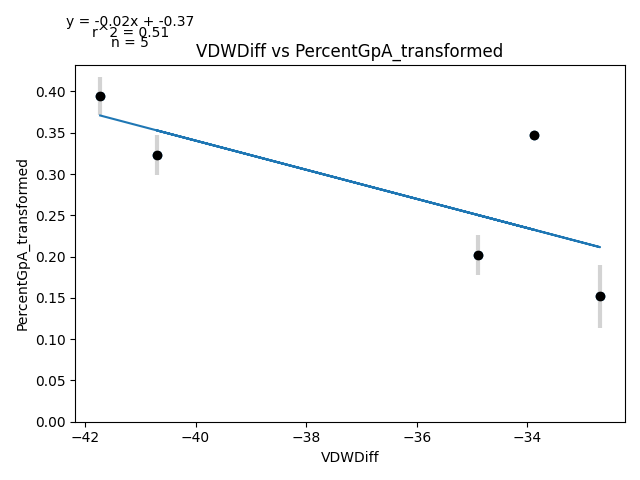 y = -0.02x + -0.37
r^2 = 0.51
n = 5
VDWDiff vs PercentGpA_transformed
PercentGpA_transformed
0.40
0.35
0.30
0.25
0.20
0.15
0.10
0.05
0.00
−42 −40 −38 −36 −34
VDWDiff